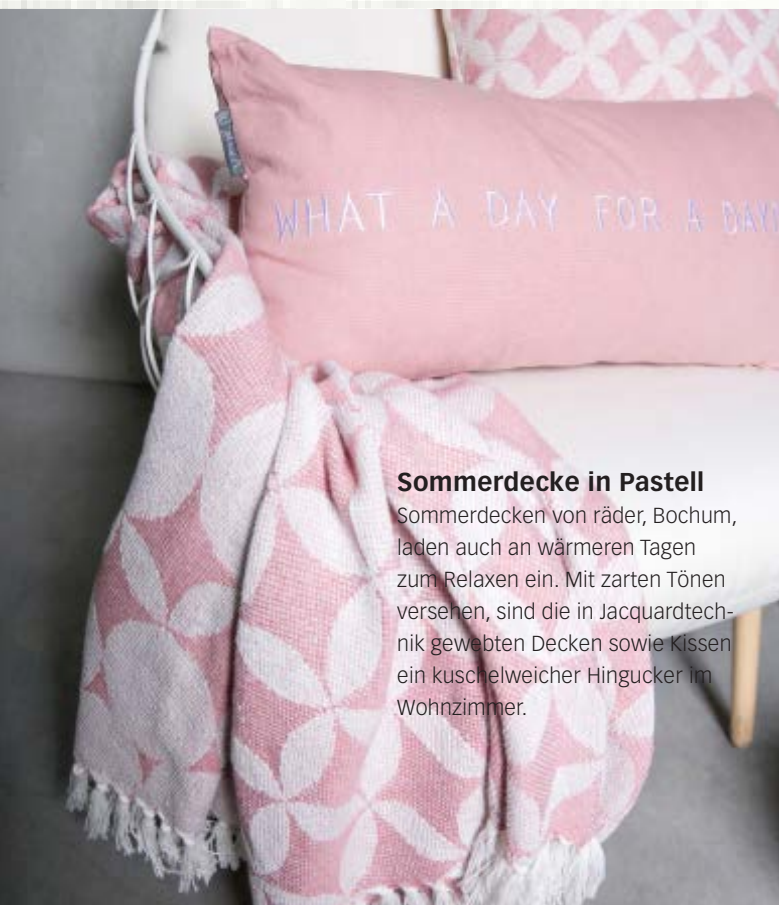 WHAT A DAY FOR A
Sommerdecke in Pastell
Sommerdecken von räder, Bochum,
laden auch an wärmeren Tagen
zum Relaxen ein. Mit zarten Tönen
versehen, sind die in Jacquardtech-
nik gewebten Decken sowie Kissen
ein kuschelweicher Hingucker im
Wohnzimmer.